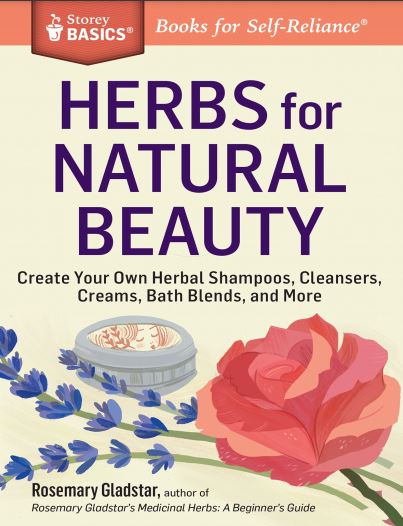 Storey
BASICS®
Books for Self-Reliance®
HERBS for
NATURAL
BEAUTY
Create Your Own Herbal Shampoos, Cleansers,
Creams, Bath Blends, and More
Rosemary Gladstar, author of
Rosemary Gladstar's Medicinal Herbs: A Beginner's Guide